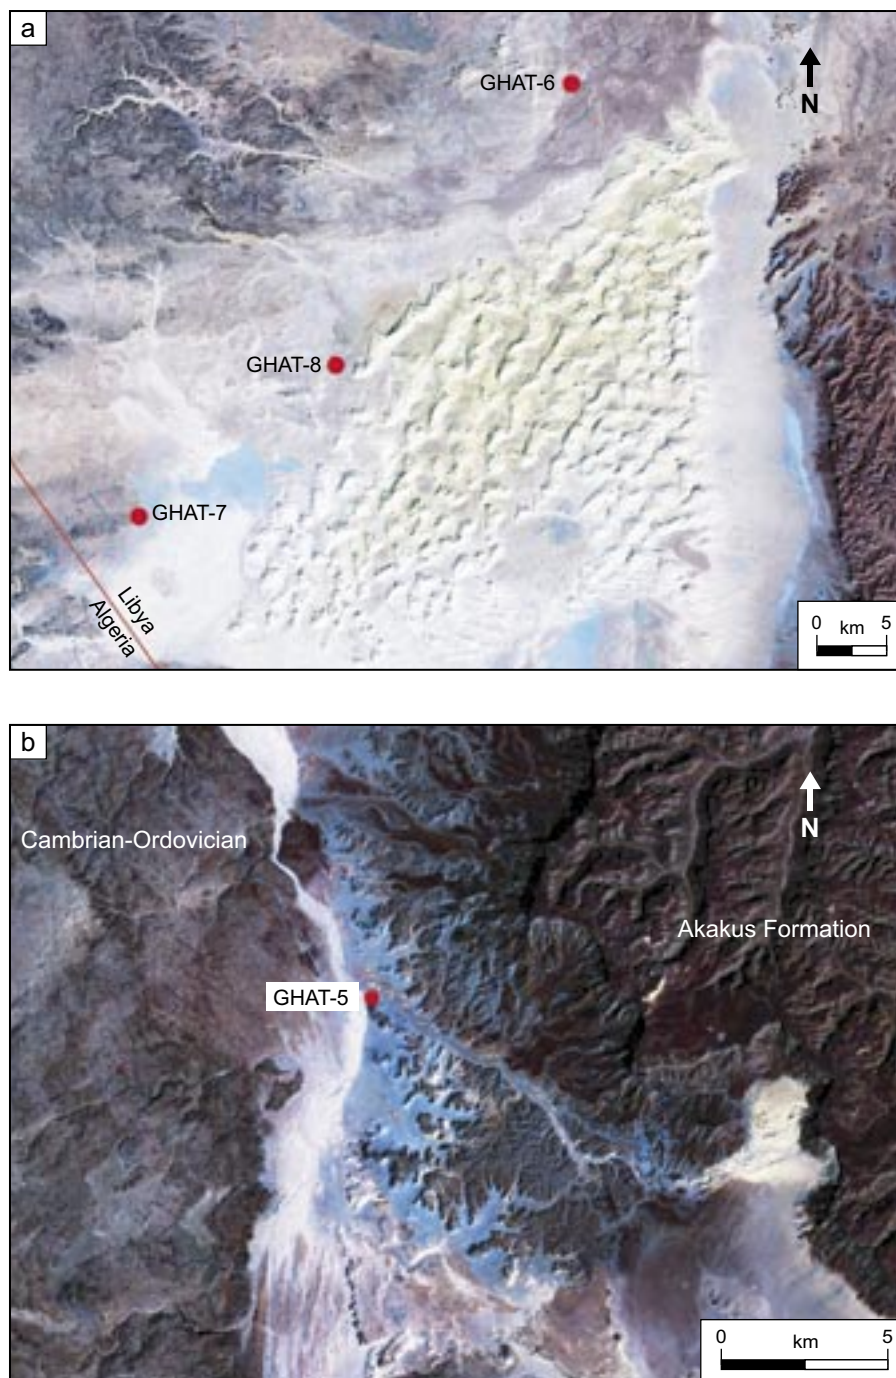 a
GHAT-6
N
GHAT-8
GHAT-7
Libya
Algeria
0 km 5
b
Cambrian-Ordovician
N
Akakus Formation
GHAT-5
0 km 5